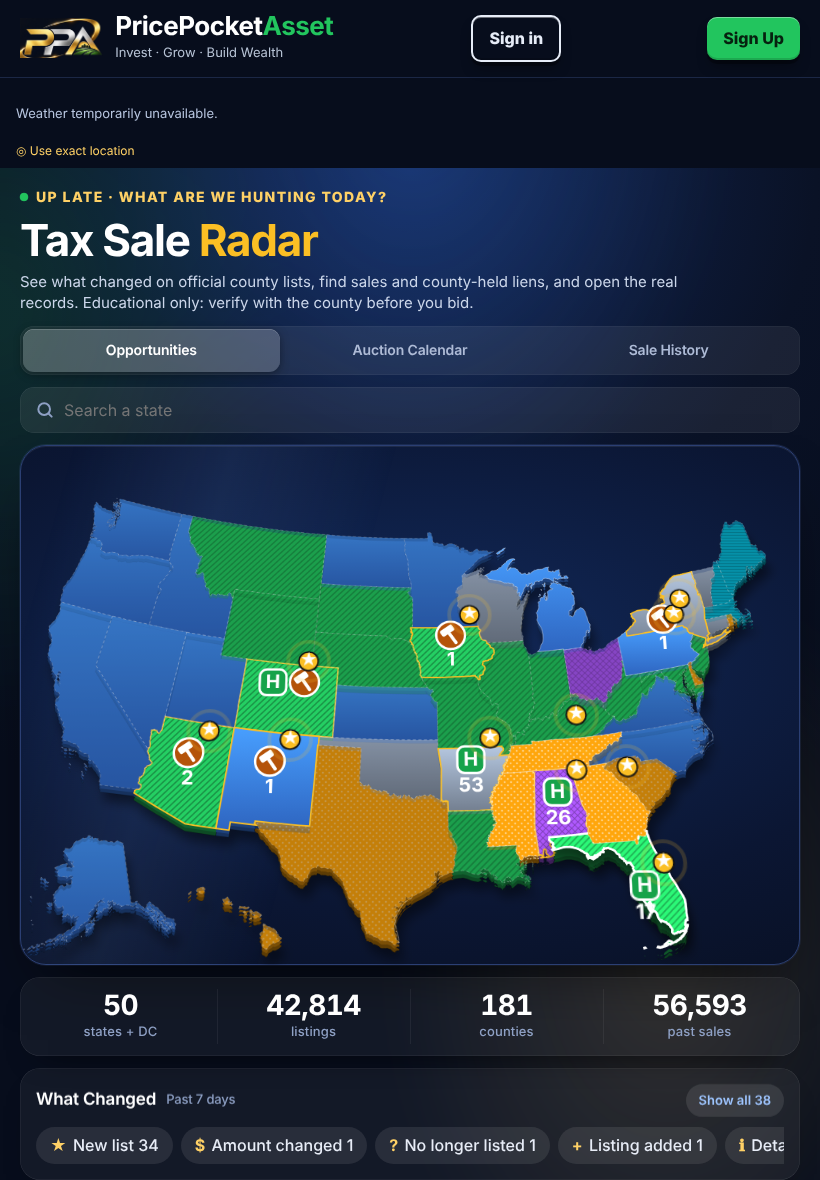 PPA
PricePocketAsset
Invest · Grow · Build Wealth
Sign in
Sign Up
Weather temporarily unavailable.
◎ Use exact location
UP LATE · WHAT ARE WE HUNTING TODAY?
Tax Sale Radar
See what changed on official county lists, find sales and county-held liens, and open the real
records. Educational only: verify with the county before you bid.
Opportunities
Auction Calendar
Sale History
Search a state
1
1
H
2
1
H
53
H
26
H
17
50
states + DC
42,814
listings
181
counties
56,593
past sales
What Changed
Past 7 days
Show all 38
★ New list 34
$ Amount changed 1
? No longer listed 1
+ Listing added 1
ℹ Deta